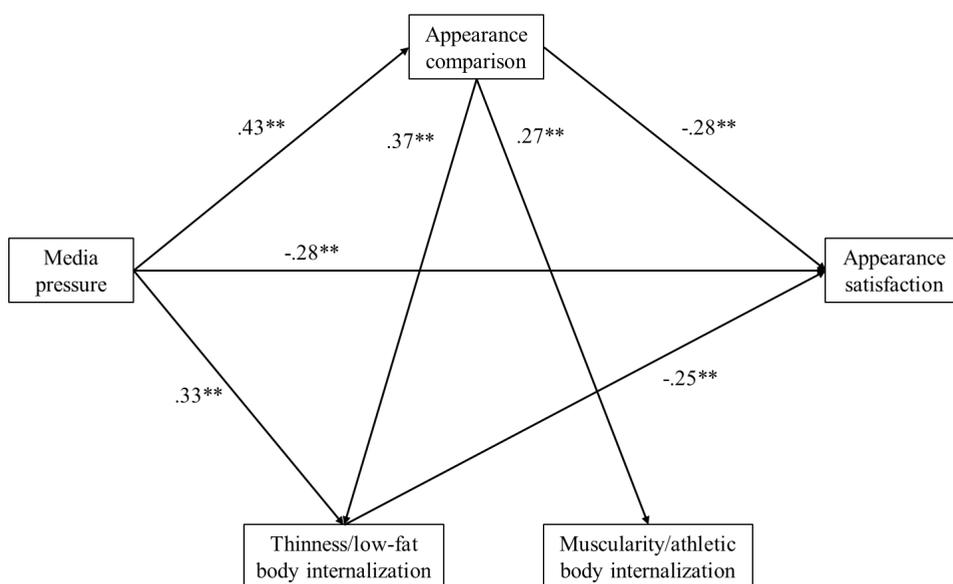 Appearance
comparison
.43**
.37**
.27**
-.28**
Media
pressure
-.28**
Appearance
satisfaction
.33**
-.25**
Thinness/low-fat
body internalization
Muscularity/athletic
body internalization